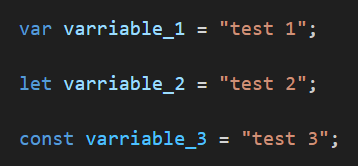 var varriable_1 = "test 1";
let varriable_2 = "test 2";
const varriable_3 = "test 3";